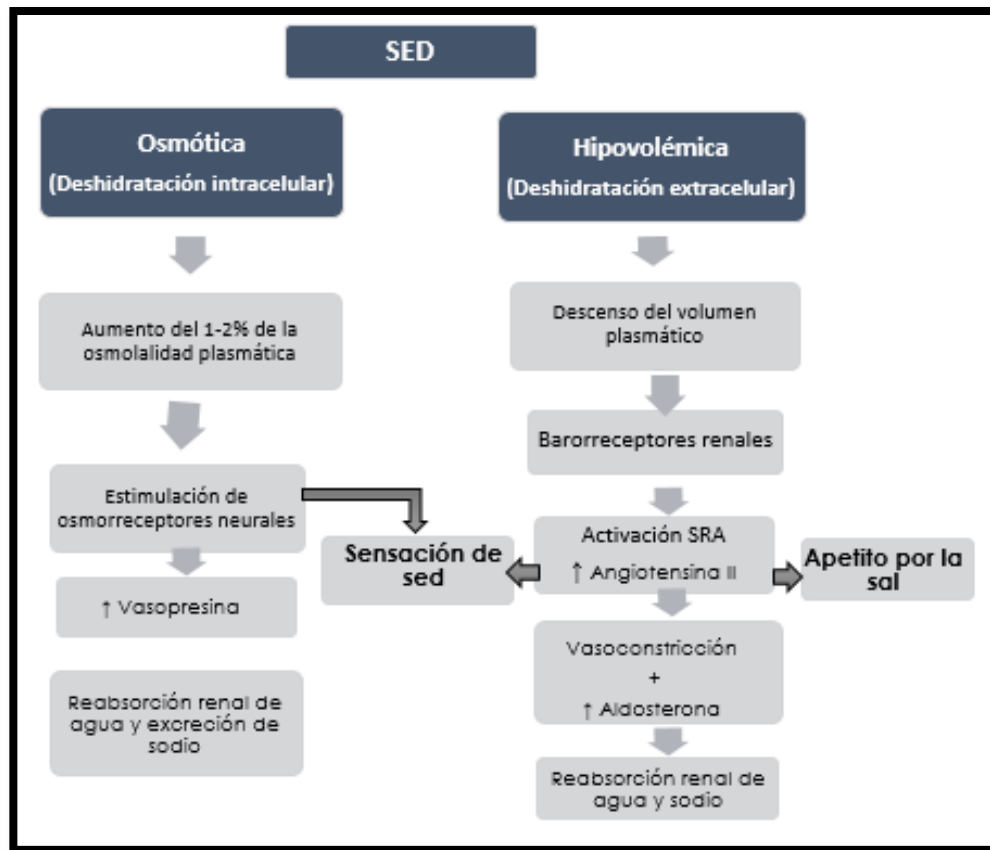 SED
Osmótica
(Deshidratación intracelular)
Aumento del 1-2% de la
osmolalidad plasmática
Estimulación de
osmorreceptores neurales
↑ Vasopresina
Reabsorción renal de
agua y excreción de
sodio
Sensación de
sed
Hipovolémica
(Deshidratación extracelular)
Descenso del volumen
plasmático
Barorreceptores renales
Activación SRA
↑ Angiotensina II
Apetito por la
sal
Vasoconstricción
+
↑ Aldosterona
Reabsorción renal de
agua y sodio